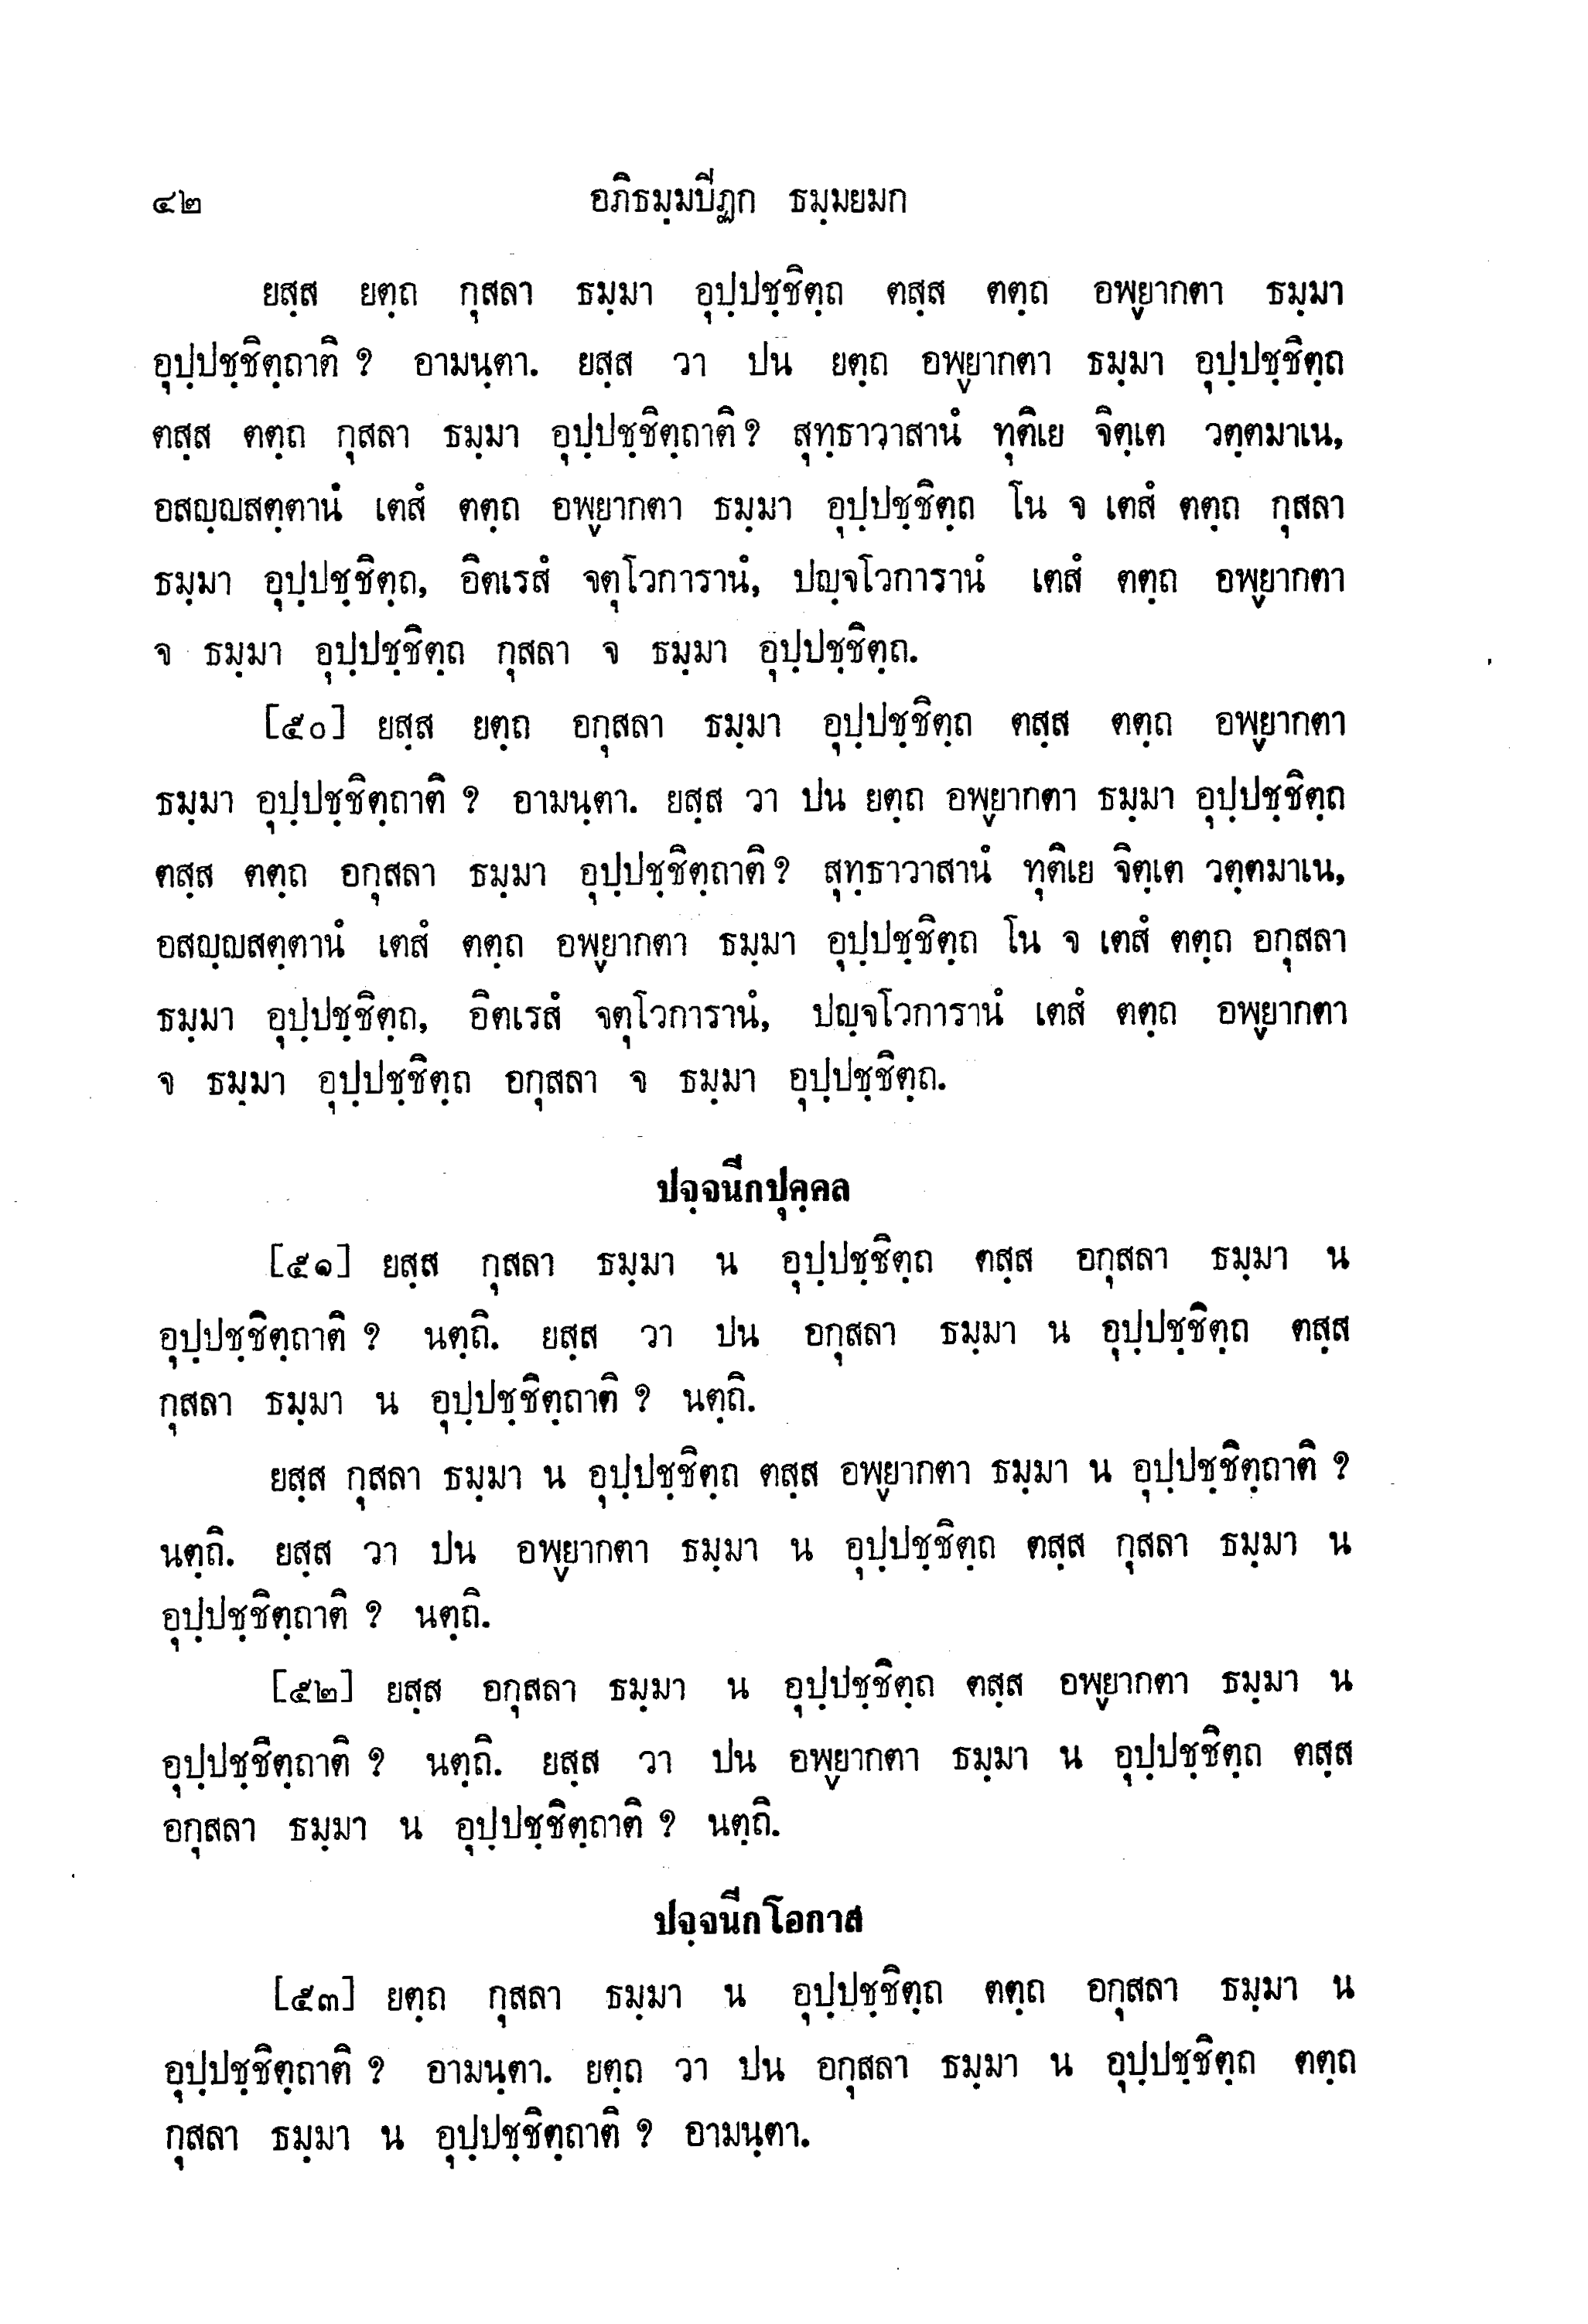 ๔๒ อภิธมฺมปิฏก ธมฺมยมก
ยสฺส ยตฺถ กุสลา ธมฺมา อุปฺปชฺชิตฺถ ตสฺส ตตฺถ อพฺยากตา ธมฺมา
อุปฺปชฺชิตฺถาติ ? อามนฺตา. ยสฺส วา ปน ยตฺถ อพฺยากตา ธมฺมา อุปฺปชฺชิตฺถ
ตสฺส ตตฺถ กุสลา ธมฺมา อุปฺปชฺชิตฺถาติ ? สุทฺธาวาสานํ ทุติเย จิตฺเต วตฺตมาเน,
อสญฺญสตฺตานํ เตสํ ตตฺถ อพฺยากตา ธมฺมา อุปฺปชฺชิตฺถ โน จ เตสํ ตตฺถ กุสลา
ธมฺมา อุปฺปชฺชิตฺถ, อิตเรสํ จตุโวการานํ, ปญฺจโวการานํ เตสํ ตตฺถ อพฺยากตา
จ ธมฺมา อุปฺปชฺชิตฺถ กุสลา จ ธมฺมา อุปฺปชฺชิตฺถ.
[๕๐] ยสฺส ยตฺถ อกุสลา ธมฺมา อุปฺปชฺชิตฺถ ตสฺส ตตฺถ อพฺยากตา
ธมฺมา อุปฺปชฺชิตฺถาติ ? อามนฺตา. ยสฺส วา ปน ยตฺถ อพฺยากตา ธมฺมา อุปฺปชฺชิตฺถ
ตสฺส ตตฺถ อกุสลา ธมฺมา อุปฺปชฺชิตฺถาติ ? สุทฺธาวาสานํ ทุติเย จิตฺเต วตฺตมาเน,
อสญฺญสตฺตานํ เตสํ ตตฺถ อพฺยากตา ธมฺมา อุปฺปชฺชิตฺถ โน จ เตสํ ตตฺถ อกุสลา
ธมฺมา อุปฺปชฺชิตฺถ, อิตเรสํ จตุโวการานํ, ปญฺจโวการานํ เตสํ ตตฺถ อพฺยากตา
จ ธมฺมา อุปฺปชฺชิตฺถ อกุสลา จ ธมฺมา อุปฺปชฺชิตฺถ.
ปจฺจนีกปุคฺคล
[๕๑] ยสฺส กุสลา ธมฺมา น อุปฺปชฺชิตฺถ ตสฺส อกุสลา ธมฺมา น
อุปฺปชฺชิตฺถาติ ? นตฺถิ. ยสฺส วา ปน อกุสลา ธมฺมา น อุปฺปชฺชิตฺถ ตสฺส
กุสลา ธมฺมา น อุปฺปชฺชิตฺถาติ ? นตฺถิ.
ยสฺส กุสลา ธมฺมา น อุปฺปชฺชิตฺถ ตสฺส อพฺยากตา ธมฺมา น อุปฺปชฺชิตฺถาติ ?
นตฺถิ. ยสฺส วา ปน อพฺยากตา ธมฺมา น อุปฺปชฺชิตฺถ ตสฺส กุสลา ธมฺมา น
อุปฺปชฺชิตฺถาติ ? นตฺถิ.
[๕๒] ยสฺส อกุสลา ธมฺมา น อุปฺปชฺชิตฺถ ตสฺส อพฺยากตา ธมฺมา น
อุปฺปชฺชิตฺถาติ ? นตฺถิ. ยสฺส วา ปน อพฺยากตา ธมฺมา น อุปฺปชฺชิตฺถ ตสฺส
อกุสลา ธมฺมา น อุปฺปชฺชิตฺถาติ ? นตฺถิ.
ปจฺจนีกโอกาส
[๕๓] ยตฺถ กุสลา ธมฺมา น อุปฺปชฺชิตฺถ ตตฺถ อกุสลา ธมฺมา น
อุปฺปชฺชิตฺถาติ ? อามนฺตา. ยตฺถ วา ปน อกุสลา ธมฺมา น อุปฺปชฺชิตฺถ ตตฺถ
กุสลา ธมฺมา น อุปฺปชฺชิตฺถาติ ? อามนฺตา.